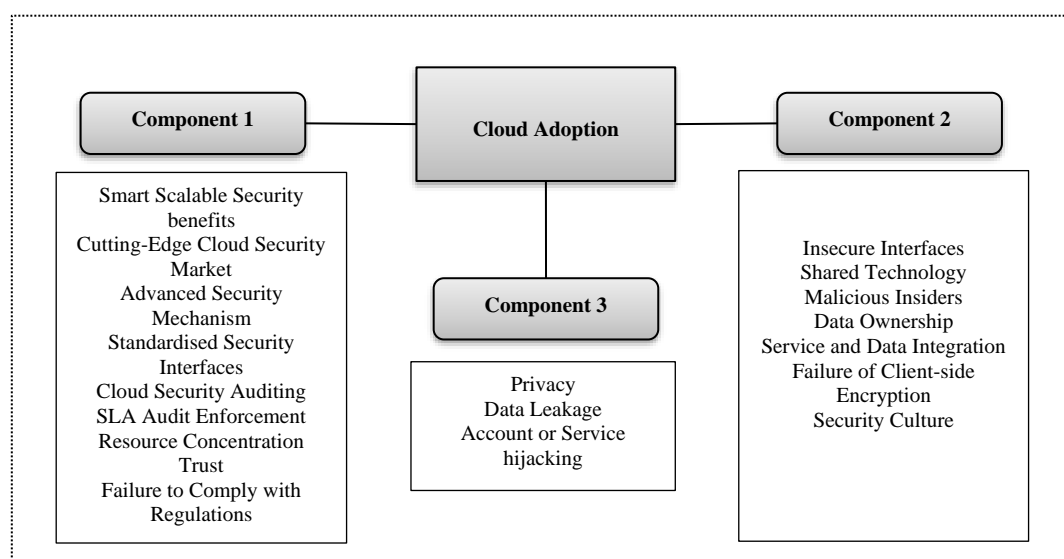 Component 1
Cloud Adoption
Component 2
Smart Scalable Security
benefits
Cutting-Edge Cloud Security
Market
Advanced Security
Mechanism
Standardised Security
Interfaces
Cloud Security Auditing
SLA Audit Enforcement
Resource Concentration
Trust
Failure to Comply with
Regulations
Component 3
Privacy
Data Leakage
Account or Service
hijacking
Insecure Interfaces
Shared Technology
Malicious Insiders
Data Ownership
Service and Data Integration
Failure of Client-side
Encryption
Security Culture